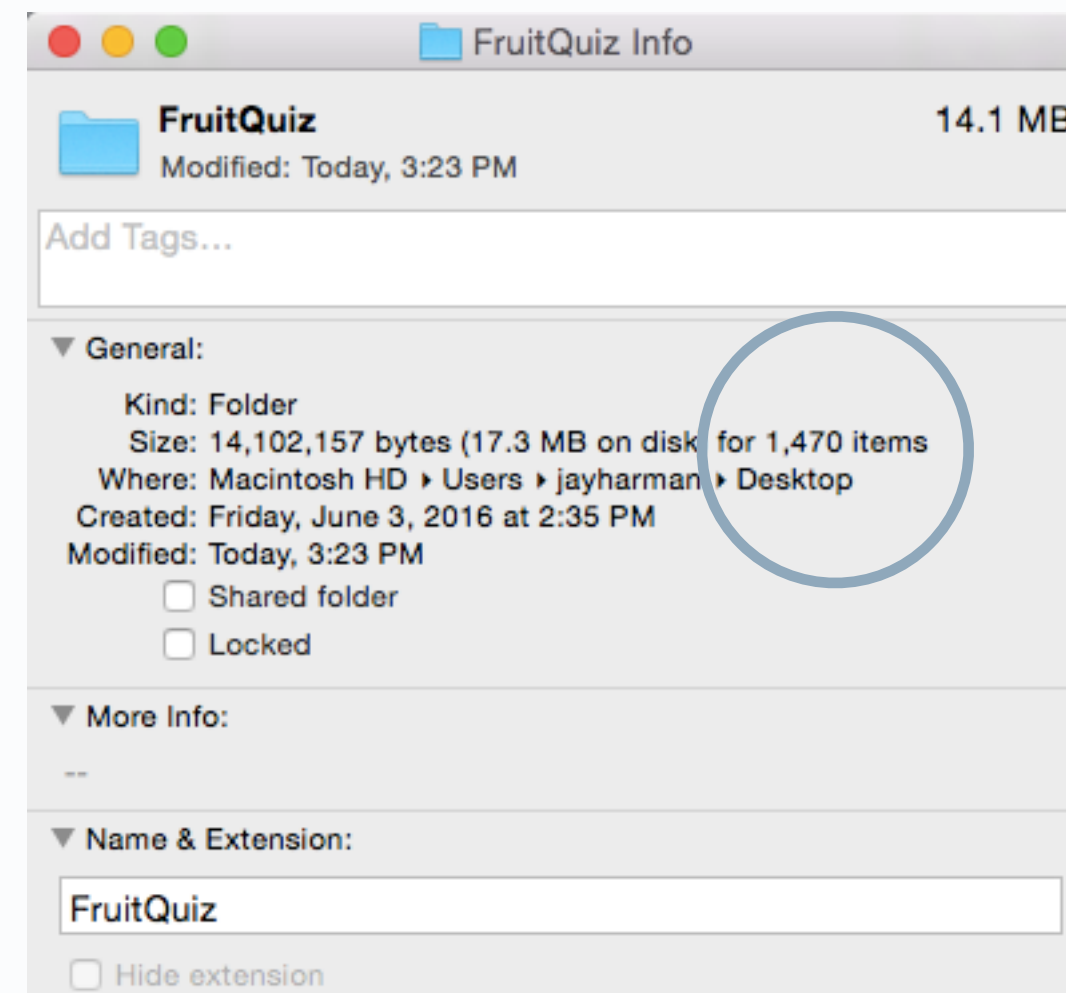 FruitQuiz Info
FruitQuiz 14.1 MB
Modified: Today, 3:23 PM
Add Tags...
General:
Kind: Folder
Size: 14,102,157 bytes (17.3 MB on disk) for 1,470 items
Where: Macintosh HD ▸ Users ▸ jayharman ▸ Desktop
Created: Friday, June 3, 2016 at 2:35 PM
Modified: Today, 3:23 PM
Shared folder
Locked
More Info:
--
Name & Extension:
FruitQuiz
Hide extension